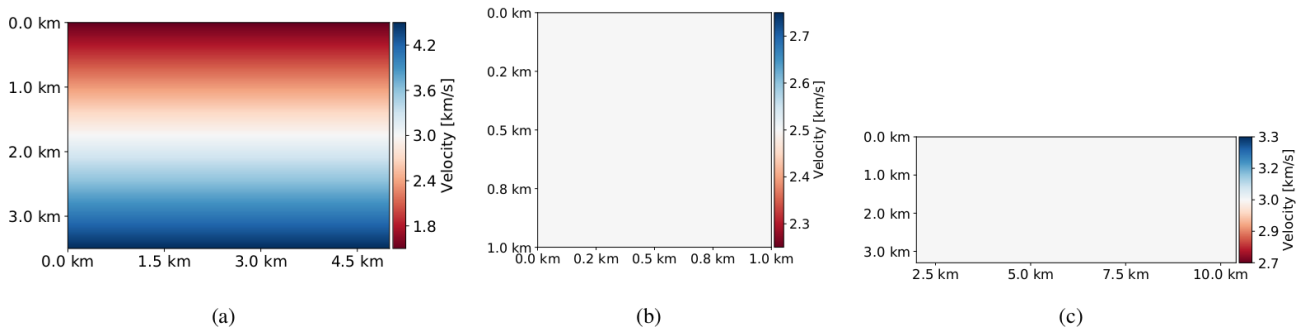 0.0 km
1.0 km
2.0 km
3.0 km
0.0 km 1.5 km 3.0 km 4.5 km
4.2
3.6
3.0
2.4
1.8
Velocity [km/s]
(a)
0.0 km
0.2 km
0.5 km
0.8 km
1.0 km
0.0 km 0.2 km 0.5 km 0.8 km 1.0 km
2.7
2.6
2.5
2.4
2.3
Velocity [km/s]
(b)
0.0 km
1.0 km
2.0 km
3.0 km
2.5 km 5.0 km 7.5 km 10.0 km
3.3
3.2
3.0
2.9
2.7
Velocity [km/s]
(c)